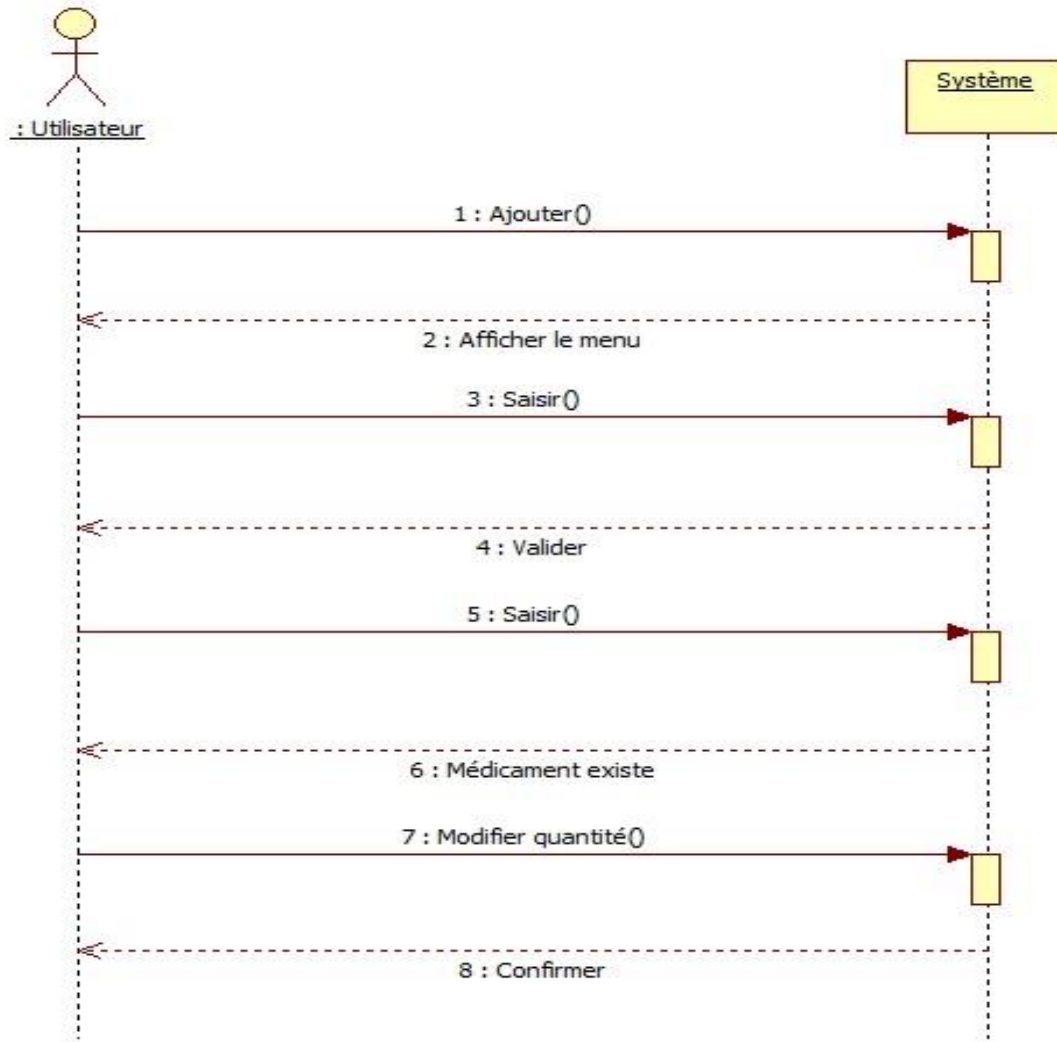 Système
: Utilisateur
1 : Ajouter()
2 : Afficher le menu
3 : Saisir()
4 : Valider
5 : Saisir()
6 : Médicament existe
7 : Modifier quantité()
8 : Confirmer